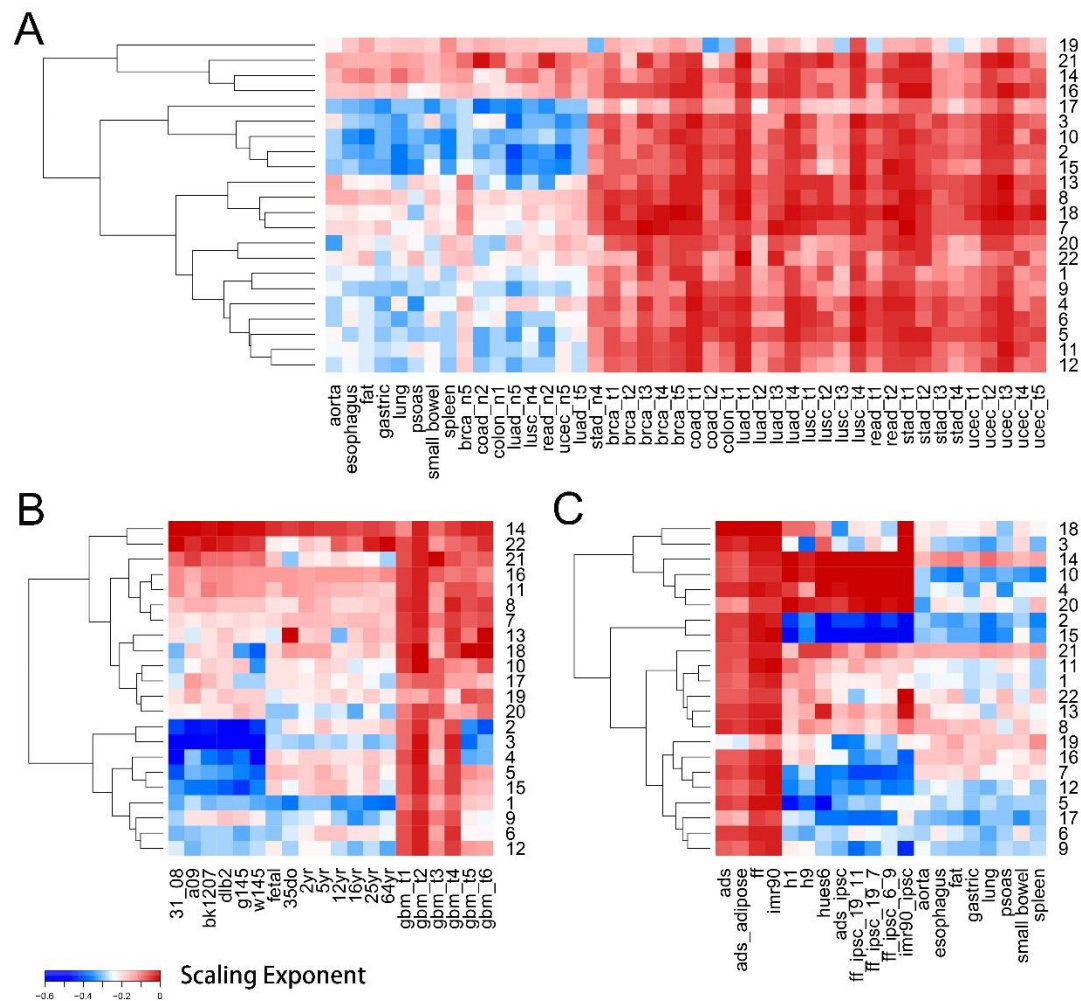 A
19
21
14
16
17
3
10
2
15
13
8
18
7
20
22
1
9
4
6
5
11
12
aorta
esophagus
fat
gastric
lung
psoas
small bowel
spleen
brca_n5
coad_n2
colon_n1
luad_n5
lusc_n4
read_n2
ucec_n5
luad_t5
stad_n4
brca_t1
brca_t2
brca_t3
brca_t4
brca_t5
coad_t1
coad_t2
colon_t1
luad_t1
luad_t2
luad_t3
luad_t4
lusc_t1
lusc_t2
lusc_t3
lusc_t4
read_t1
read_t2
stad_t1
stad_t2
stad_t3
stad_t4
ucec_t1
ucec_t2
ucec_t3
ucec_t4
ucec_t5
B
14
22
21
16
11
8
7
13
18
10
17
19
20
2
3
4
5
15
1
9
6
12
31_08
a09
bk1207
dlb2
g145
w145
fetal
35do
2yr
5yr
12yr
16yr
25yr
64yr
gbm_t1
gbm_t2
gbm_t3
gbm_t4
gbm_t5
gbm_t6
C
18
3
14
10
4
20
2
15
21
11
1
22
13
8
19
16
7
12
5
17
6
9
ads
ads_adipose
ff
imr90
h1
h9
hues6
ads_ipsc
ff_ipsc_19_11
ff_ipsc_19_7
ff_ipsc_6_9
imr90_ipsc
aorta
esophagus
fat
gastric
lung
psoas
small bowel
spleen
Scaling Exponent
−0.6 −0.4 −0.2 0